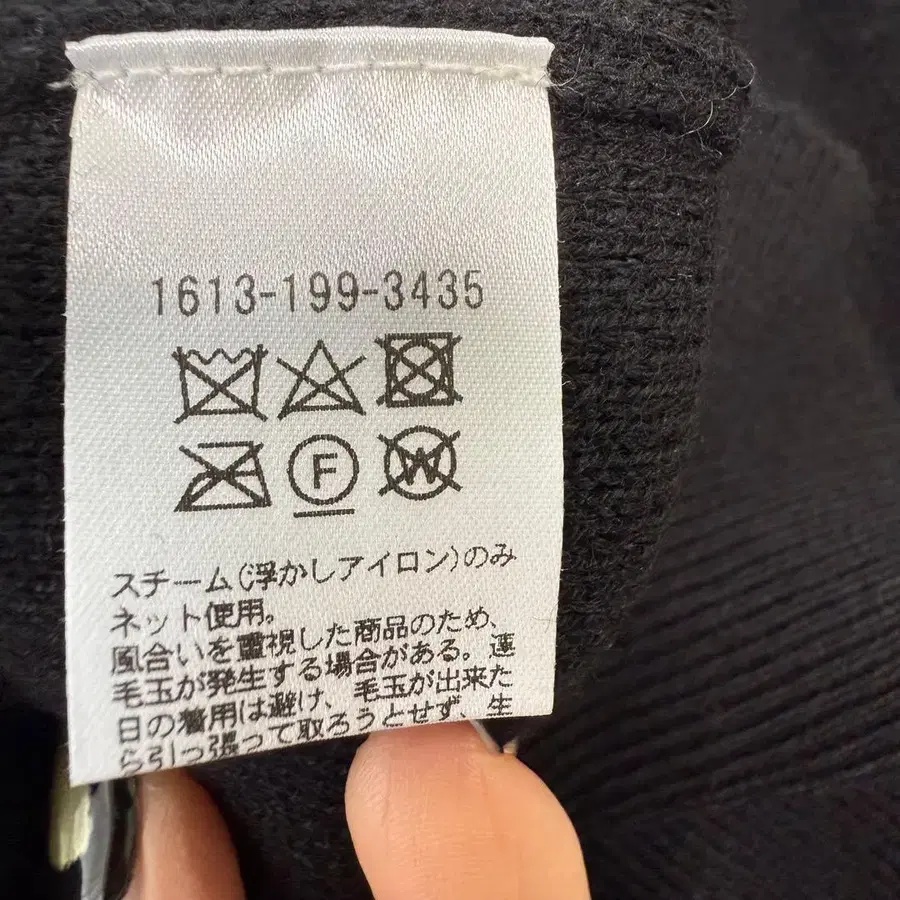 1613-199-3435
F
W
スチーム(浮かしアイロン)のみ
ネット使用。
風合いを重視した商品のため、
毛玉が発生する場合がある。連
日の着用は避け、毛玉が出来た
ら引っ張って取ろうとせず、生